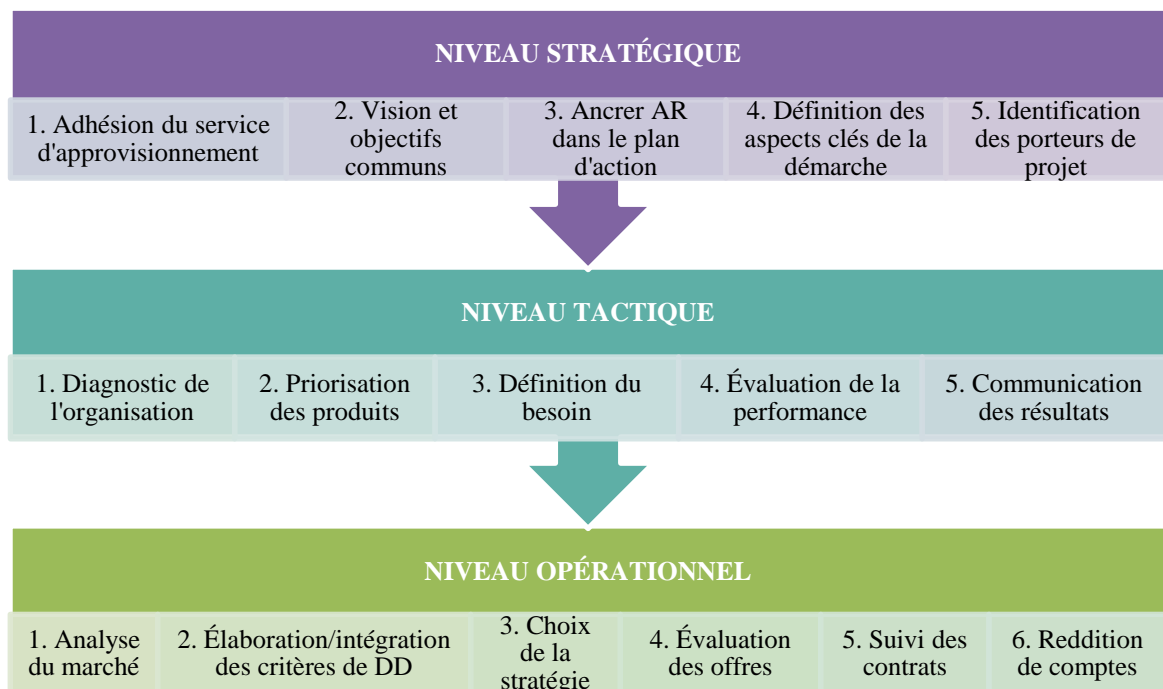 NIVEAU STRATÉGIQUE
1. Adhésion du service
d'approvisionnement
2. Vision et
objectifs
communs
3. Ancrer AR
dans le plan
d'action
4. Définition des
aspects clés de la
démarche
5. Identification
des porteurs de
projet
NIVEAU TACTIQUE
1. Diagnostic de
l'organisation
2. Priorisation
des produits
3. Définition du
besoin
4. Évaluation de la
performance
5. Communication
des résultats
NIVEAU OPÉRATIONNEL
1. Analyse
du marché
2. Élaboration/intégration
des critères de DD
3. Choix
de la
stratégie
4. Évaluation
des offres
5. Suivi des
contrats
6. Reddition
de comptes